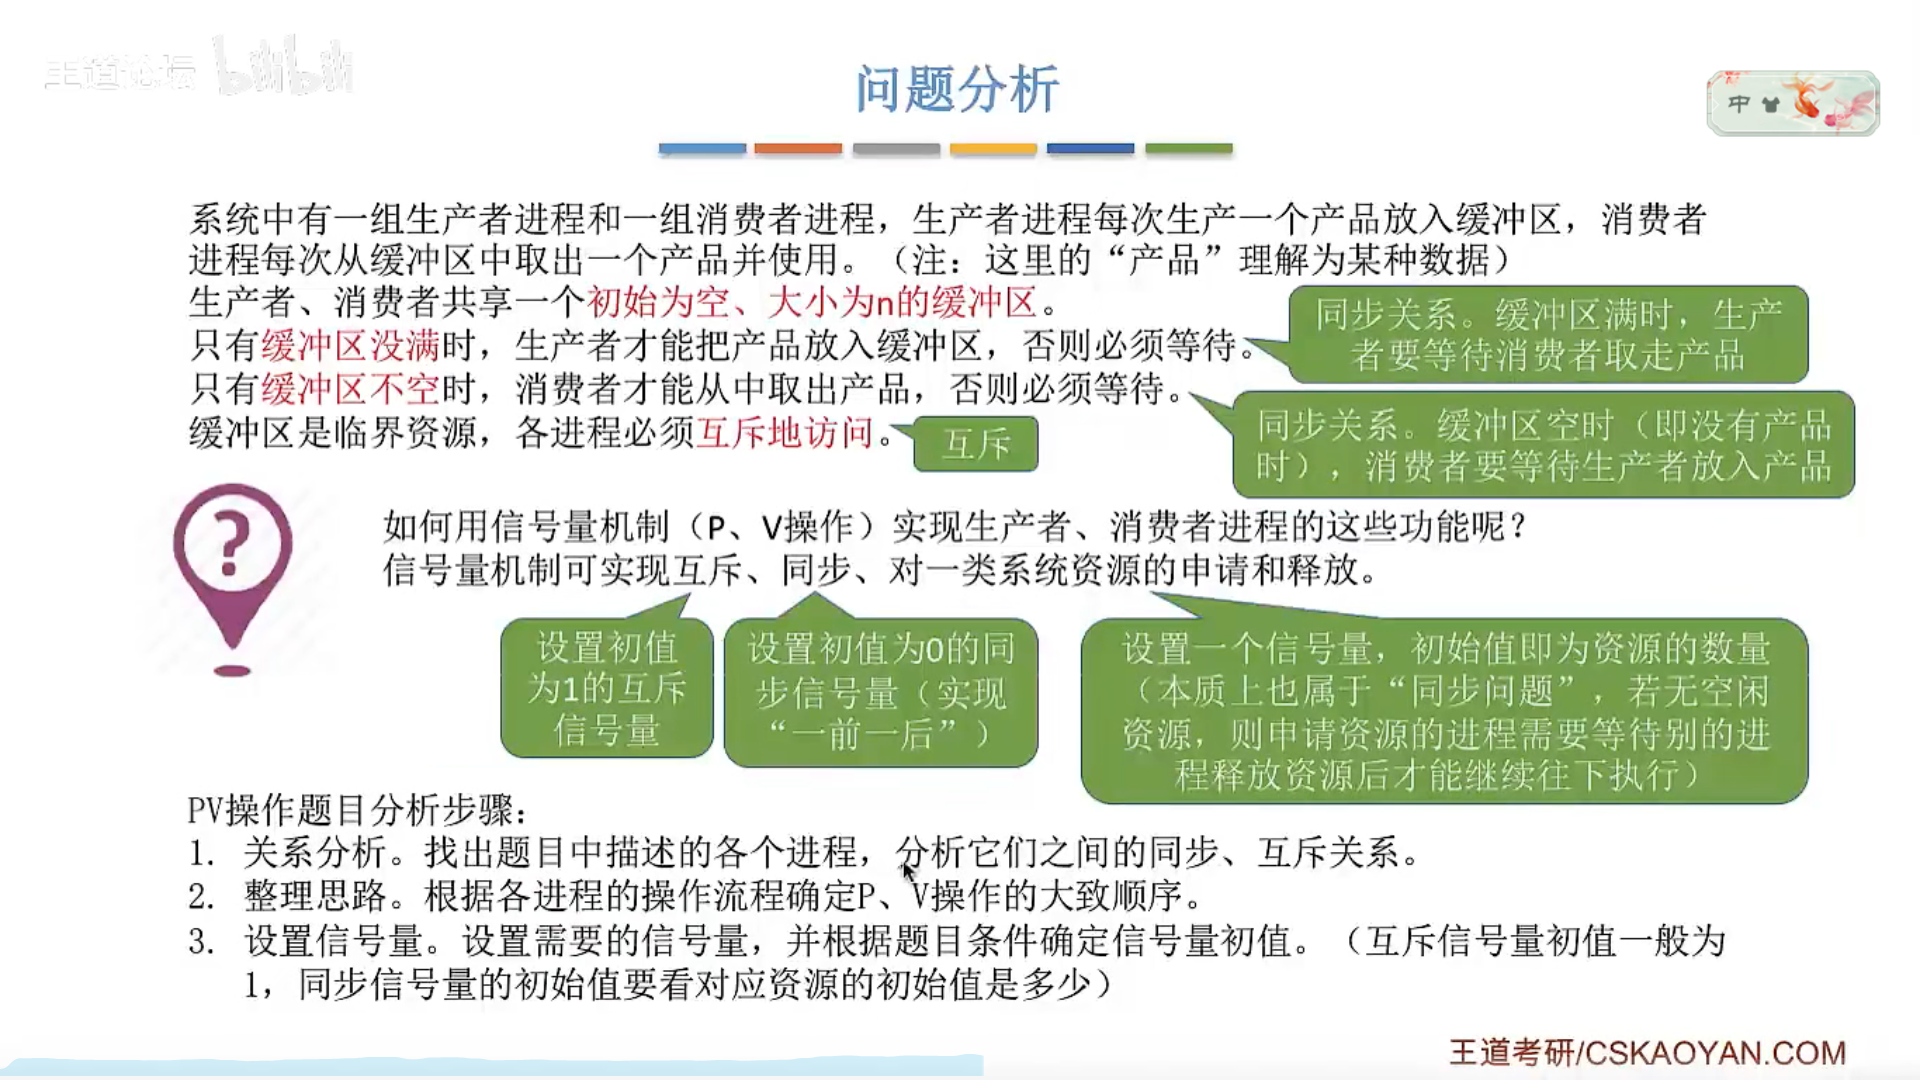 王道论坛 bilibili
问题分析
中
系统中有一组生产者进程和一组消费者进程，生产者进程每次生产一个产品放入缓冲区，消费者
进程每次从缓冲区中取出一个产品并使用。（注：这里的“产品”理解为某种数据）
生产者、消费者共享一个初始为空、大小为n的缓冲区。
只有缓冲区没满时，生产者才能把产品放入缓冲区，否则必须等待。
同步关系。缓冲区满时，生产
者要等待消费者取走产品
只有缓冲区不空时，消费者才能从中取出产品，否则必须等待。
同步关系。缓冲区空时（即没有产品
时），消费者要等待生产者放入产品
缓冲区是临界资源，各进程必须互斥地访问。
互斥
?
如何用信号量机制（P、V操作）实现生产者、消费者进程的这些功能呢？
信号量机制可实现互斥、同步、对一类系统资源的申请和释放。
设置初值
为1的互斥
信号量
设置初值为0的同
步信号量（实现
“一前一后”）
设置一个信号量，初始值即为资源的数量
（本质上也属于“同步问题”，若无空闲
资源，则申请资源的进程需要等待别的进
程释放资源后才能继续往下执行）
PV操作题目分析步骤：
1. 关系分析。找出题目中描述的各个进程，分析它们之间的同步、互斥关系。
2. 整理思路。根据各进程的操作流程确定P、V操作的大致顺序。
3. 设置信号量。设置需要的信号量，并根据题目条件确定信号量初值。（互斥信号量初值一般为
1，同步信号量的初始值要看对应资源的初始值是多少）
王道考研/CSKAOYAN.COM